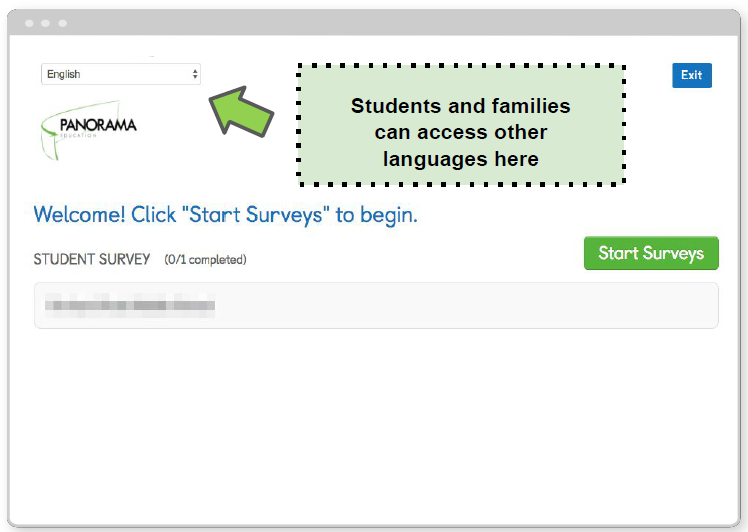 English
Exit
PANORAMA
EDUCATION
Students and families
can access other
languages here
Welcome! Click "Start Surveys" to begin.
STUDENT SURVEY (0/1 completed)
Start Surveys